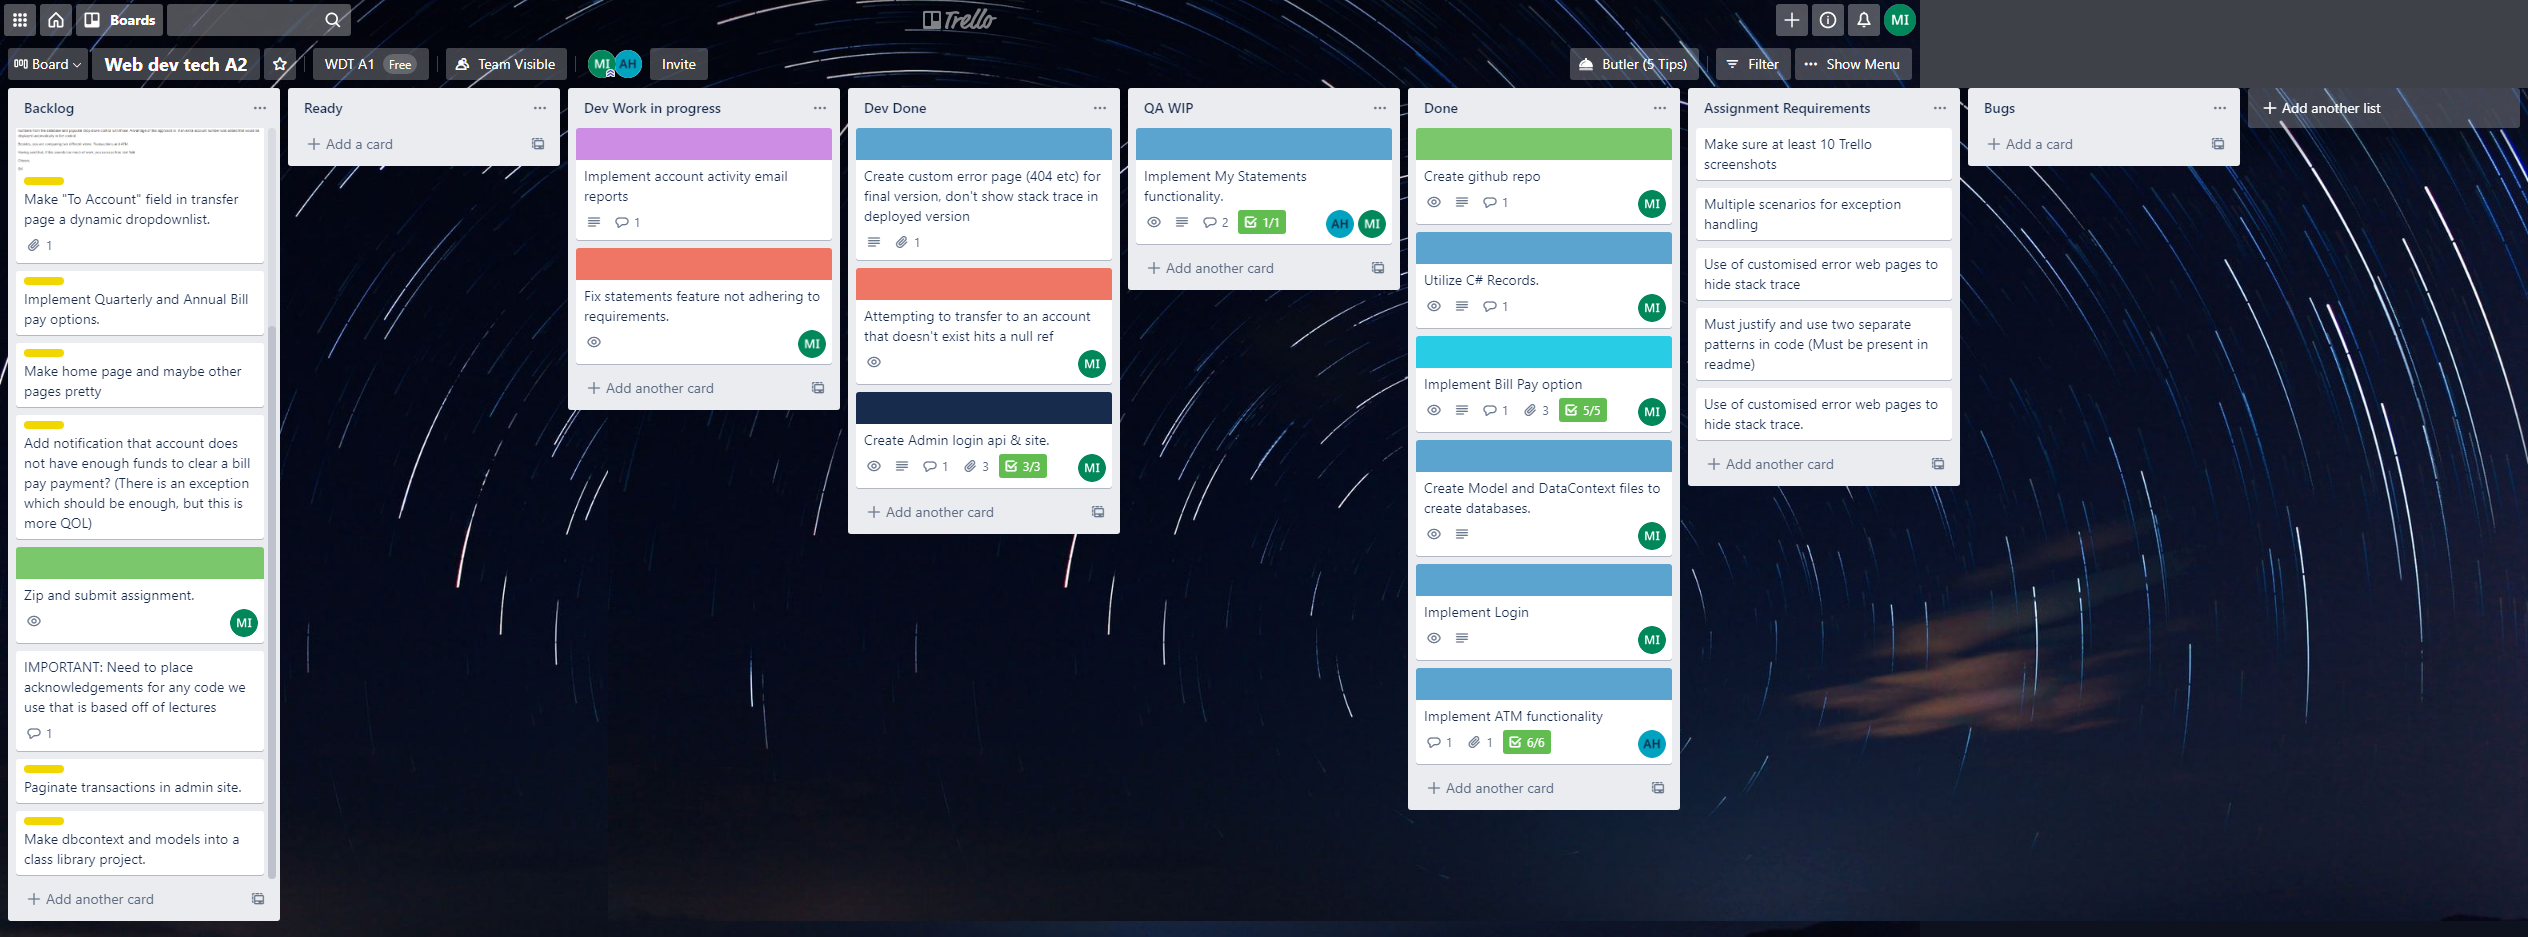 Boards
Trello
MI
Board
Web dev tech A2
WDT A1 Free
Team Visible
MI AH
Invite
Butler (5 Tips)
Filter
Show Menu
Backlog
Make "To Account" field in transfer
page a dynamic dropdownlist.
1
Implement Quarterly and Annual Bill
pay options.
Make home page and maybe other
pages pretty
Add notification that account does
not have enough funds to clear a bill
pay payment? (There is an exception
which should be enough, but this is
more QOL)
Zip and submit assignment.
MI
IMPORTANT: Need to place
acknowledgements for any code we
use that is based off of lectures
1
Paginate transactions in admin site.
Make dbcontext and models into a
class library project.
Add another card
Ready
Add a card
Dev Work in progress
Implement account activity email
reports
1
Fix statements feature not adhering to
requirements.
MI
Add another card
Dev Done
Create custom error page (404 etc) for
final version, don't show stack trace in
deployed version
1
Attempting to transfer to an account
that doesn't exist hits a null ref
MI
Create Admin login api & site.
1 3 3/3 MI
Add another card
QA WIP
Implement My Statements
functionality.
2 1/1 AH MI
Add another card
Done
Create github repo
1 MI
Utilize C# Records.
1 MI
Implement Bill Pay option
1 3 5/5 MI
Create Model and DataContext files to
create databases.
MI
Implement Login
MI
Implement ATM functionality
1 1 6/6 AH
Add another card
Assignment Requirements
Make sure at least 10 Trello
screenshots
Multiple scenarios for exception
handling
Use of customised error web pages to
hide stack trace
Must justify and use two separate
patterns in code (Must be present in
readme)
Use of customised error web pages to
hide stack trace.
Add another card
Bugs
Add a card
Add another list